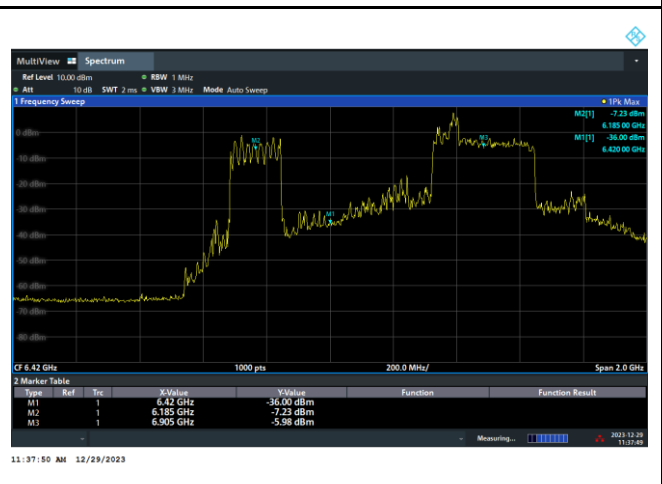 MultiView Spectrum
Ref Level 10.00 dBm RBW 1 MHz
Att 10 dB SWT 2 ms VBW 3 MHz Mode Auto Sweep
1 Frequency Sweep 1Pk Max
M2[1] -7.23 dBm
6.185 00 GHz
M1[1] -36.00 dBm
6.420 00 GHz
0 dBm
-10 dBm
-20 dBm
-30 dBm
-40 dBm
-50 dBm
-60 dBm
-70 dBm
-80 dBm
M2
M3
M1
CF 6.42 GHz 1000 pts 200.0 MHz/ Span 2.0 GHz
2 Marker Table
Type Ref Trc X-Value Y-Value Function Function Result
M1 1 6.42 GHz -36.00 dBm
M2 1 6.185 GHz -7.23 dBm
M3 1 6.905 GHz -5.98 dBm
Measuring... 2023-12-29
11:37:49
11:37:50 AM 12/29/2023